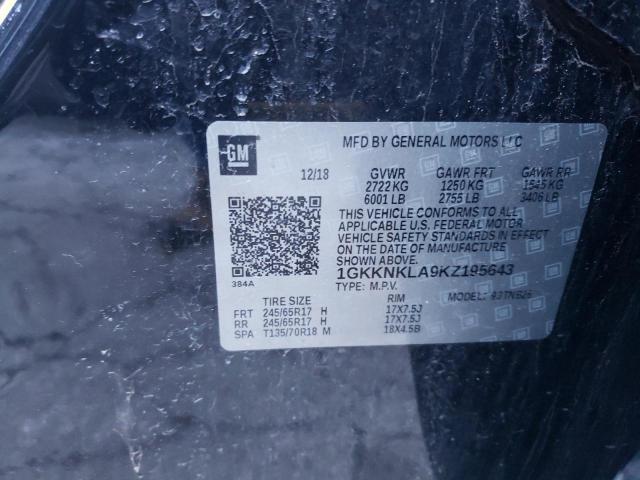 GM
MFD BY GENERAL MOTORS LLC
12/18 GVWR GAWR FRT GAWR RR
2722 KG 1250 KG 1545 KG
6001 LB 2755 LB 3406 LB
THIS VEHICLE CONFORMS TO ALL
APPLICABLE U.S. FEDERAL MOTOR
VEHICLE SAFETY STANDARDS IN EFFECT
ON THE DATE OF MANUFACTURE
SHOWN ABOVE.
384A
1GKKNKLA9KZ195643
TYPE: M.P.V. MODEL:
TIRE SIZE RIM
FRT 245/65R17 H 17X7.5J
RR 245/65R17 H 17X7.5J
SPA T135/70R18 M 18X4.5B